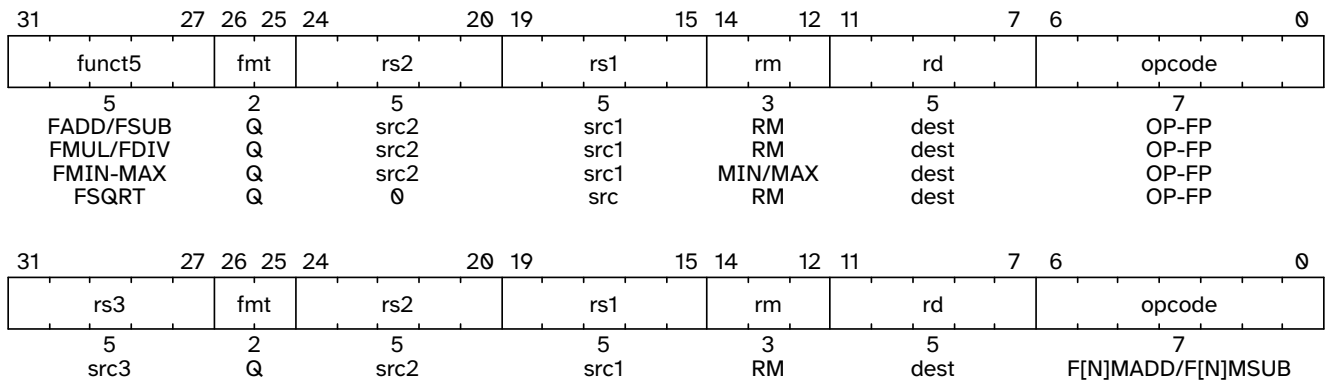 31 27 26 25 24 20 19 15 14 12 11 7 6 0
funct5 fmt rs2 rs1 rm rd opcode
5 2 5 5 3 5 7
FADD/FSUB Q src2 src1 RM dest OP-FP
FMUL/FDIV Q src2 src1 RM dest OP-FP
FMIN-MAX Q src2 src1 MIN/MAX dest OP-FP
FSQRT Q 0 src RM dest OP-FP
31 27 26 25 24 20 19 15 14 12 11 7 6 0
rs3 fmt rs2 rs1 rm rd opcode
5 2 5 5 3 5 7
src3 Q src2 src1 RM dest F[N]MADD/F[N]MSUB